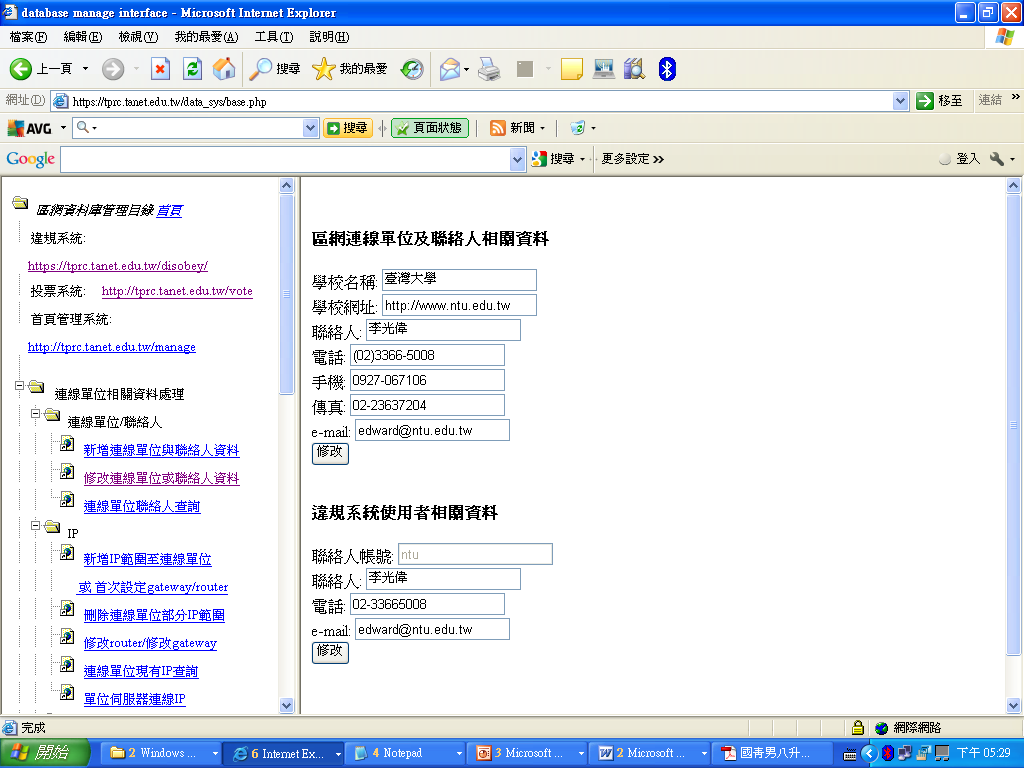 database manage interface - Microsoft Internet Explorer
檔案(F) 編輯(E) 檢視(V) 我的最愛(A) 工具(T) 說明(H)
上一頁 搜尋 我的最愛
網址(D) https://tprc.tanet.edu.tw/data_sys/base.php 移至 連結 »
AVG 搜尋 頁面狀態 新聞
Google 搜尋 更多設定 » 登入
區網資料庫管理目錄 首頁
違規系統:
https://tprc.tanet.edu.tw/disobey/
投票系統: http://tprc.tanet.edu.tw/vote
首頁管理系統:
http://tprc.tanet.edu.tw/manage
連線單位相關資料處理
連線單位/聯絡人
新增連線單位與聯絡人資料
修改連線單位或聯絡人資料
連線單位聯絡人查詢
IP
新增IP範圍至連線單位
或 首次設定gateway/router
刪除連線單位部分IP範圍
修改router/修改gateway
連線單位現有IP查詢
單位伺服器連線IP
區網連線單位及聯絡人相關資料
學校名稱: 臺灣大學
學校網址: http://www.ntu.edu.tw
聯絡人: 李光偉
電話: (02)3366-5008
手機: 0927-067106
傳真: 02-23637204
e-mail: edward@ntu.edu.tw
修改
違規系統使用者相關資料
聯絡人帳號: ntu
聯絡人: 李光偉
電話: 02-33665008
e-mail: edward@ntu.edu.tw
修改
完成 網際網路
開始 2 Windows ... 6 Internet Ex... 4 Notepad 3 Microsoft ... 2 Microsoft ... 國青男八升... 下午 05:29